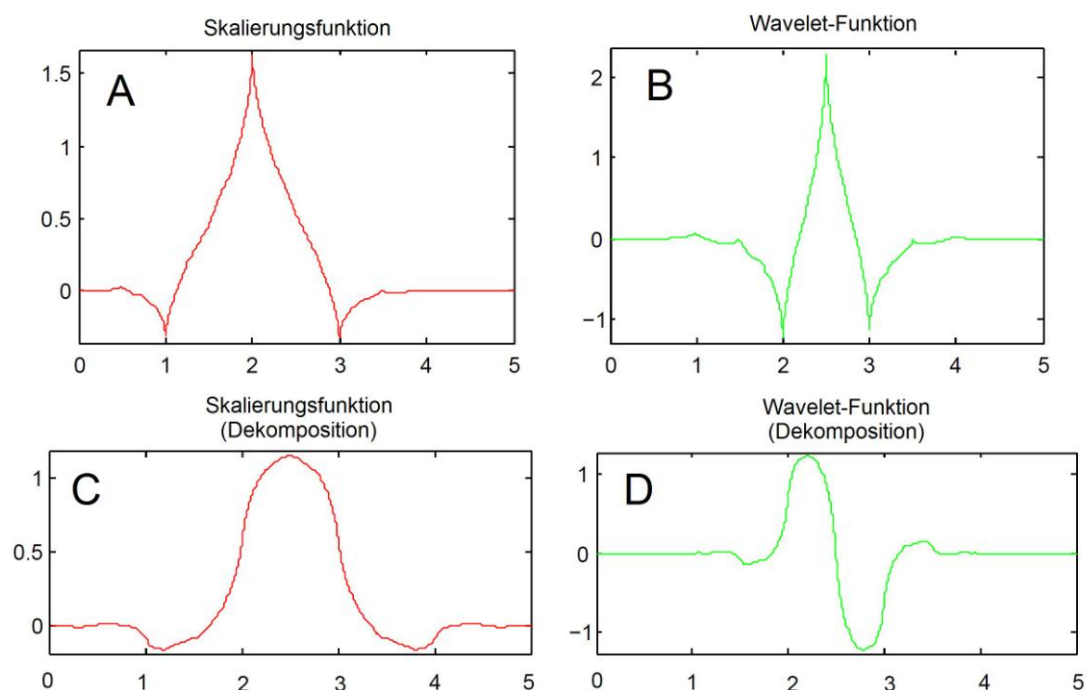 Skalierungsfunktion
A
1.5
1
0.5
0
0 1 2 3 4 5
Wavelet-Funktion
B
2
1
0
−1
0 1 2 3 4 5
Skalierungsfunktion
(Dekomposition)
C
1
0.5
0
0 1 2 3 4 5
Wavelet-Funktion
(Dekomposition)
D
1
0
−1
0 1 2 3 4 5